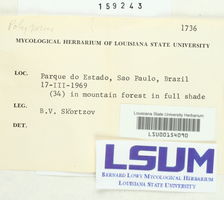 159243
Polyporus
1736
MYCOLOGICAL HERBARIUM OF LOUISIANA STATE UNIVERSITY
LOC. Parque do Estado, Sao Paulo, Brazil
17-III-1969
(34) in mountain forest in full shade
LEG. B.V. Skortzov
DET.
Louisiana State University
LSU00154090
LSUM
BERNARD LOWY MYCOLOGICAL HERBARIUM
LOUISIANA STATE UNIVERSITY